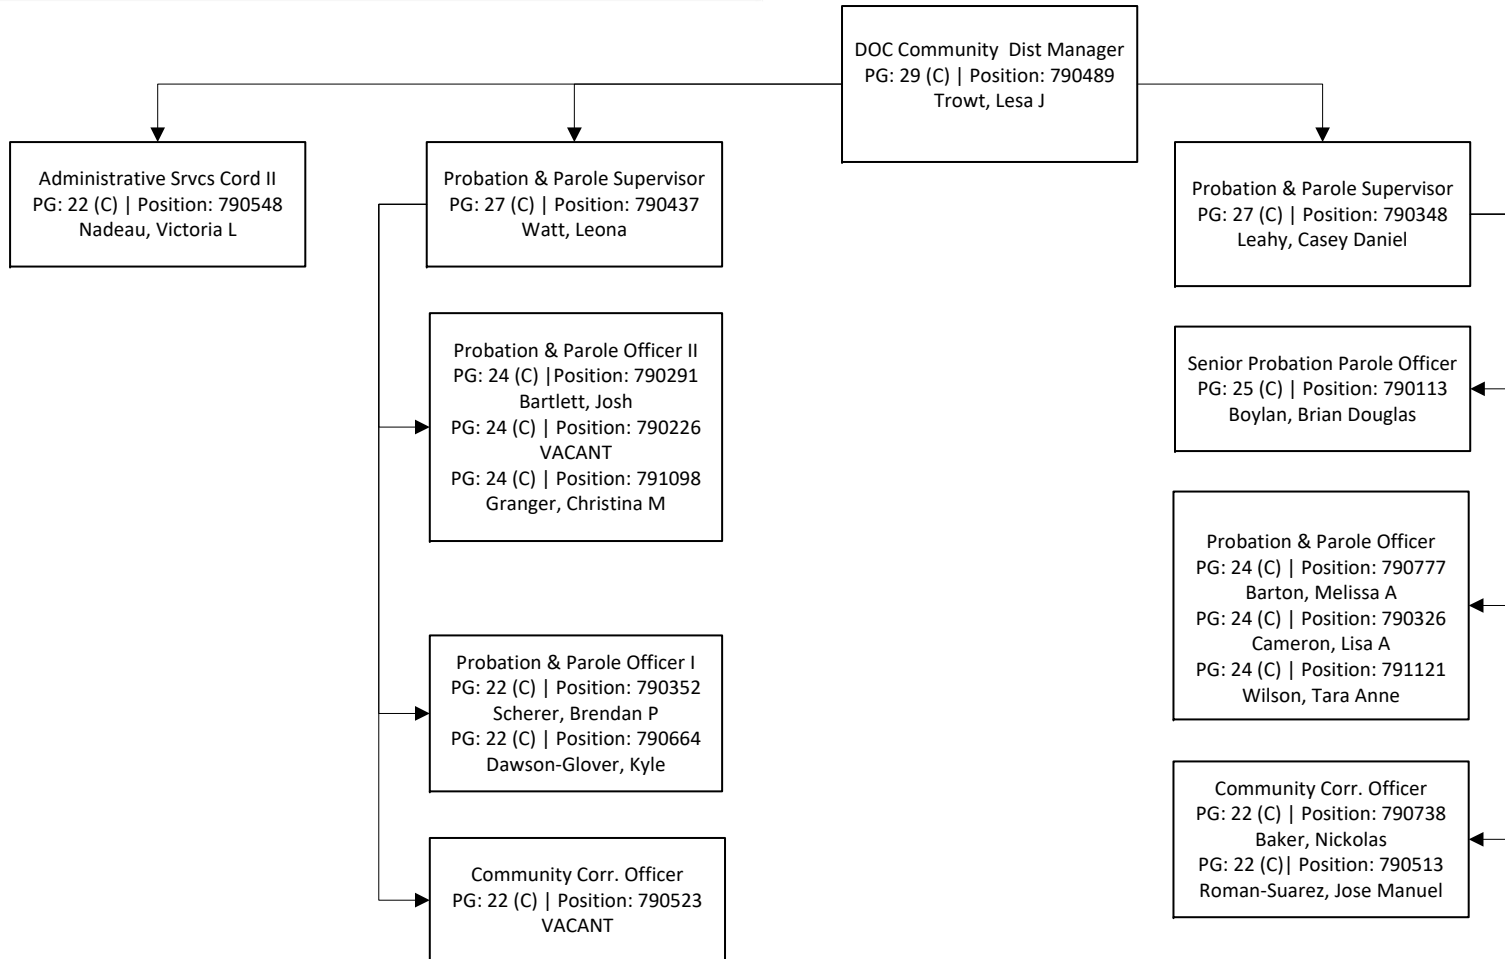 DOC Community Dist Manager
PG: 29 (C) | Position: 790489
Trowt, Lesa J
Administrative Srvcs Cord II
PG: 22 (C) | Position: 790548
Nadeau, Victoria L
Probation & Parole Supervisor
PG: 27 (C) | Position: 790437
Watt, Leona
Probation & Parole Supervisor
PG: 27 (C) | Position: 790348
Leahy, Casey Daniel
Probation & Parole Officer II
PG: 24 (C) |Position: 790291
Bartlett, Josh
PG: 24 (C) | Position: 790226
VACANT
PG: 24 (C) | Position: 791098
Granger, Christina M
Senior Probation Parole Officer
PG: 25 (C) | Position: 790113
Boylan, Brian Douglas
Probation & Parole Officer
PG: 24 (C) | Position: 790777
Barton, Melissa A
PG: 24 (C) | Position: 790326
Cameron, Lisa A
PG: 24 (C) | Position: 791121
Wilson, Tara Anne
Probation & Parole Officer I
PG: 22 (C) | Position: 790352
Scherer, Brendan P
PG: 22 (C) | Position: 790664
Dawson-Glover, Kyle
Community Corr. Officer
PG: 22 (C) | Position: 790738
Baker, Nickolas
PG: 22 (C)| Position: 790513
Roman-Suarez, Jose Manuel
Community Corr. Officer
PG: 22 (C) | Position: 790523
VACANT